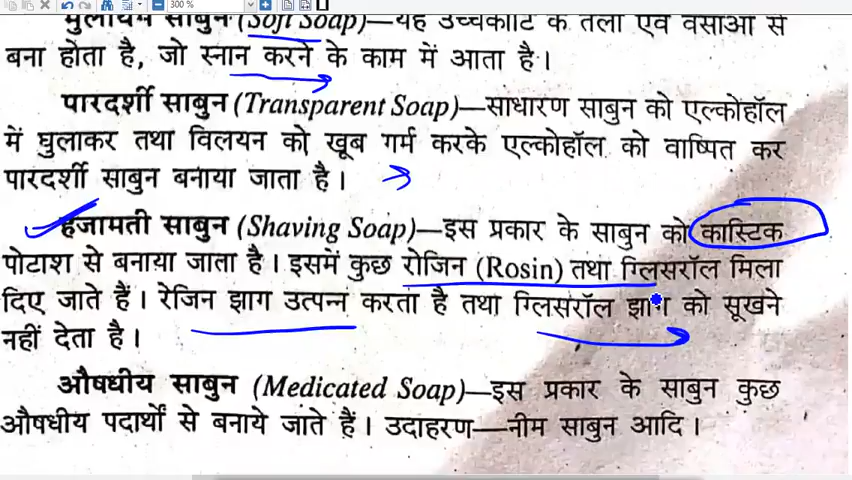 300 %
मुलायम साबुन (Soft Soap)—यह उच्चकोटि के तेलों एवं वसाओं से
बना होता है, जो स्नान करने के काम में आता है।
पारदर्शी साबुन (Transparent Soap)—साधारण साबुन को एल्कोहॉल
में घुलाकर तथा विलयन को खूब गर्म करके एल्कोहॉल को वाष्पित कर
पारदर्शी साबुन बनाया जाता है।
हजामती साबुन (Shaving Soap)—इस प्रकार के साबुन को कास्टिक
पोटाश से बनाया जाता है। इसमें कुछ रोजिन (Rosin) तथा ग्लिसरॉल मिला
दिए जाते हैं। रेजिन झाग उत्पन्न करता है तथा ग्लिसरॉल झाग को सूखने
नहीं देता है।
औषधीय साबुन (Medicated Soap)—इस प्रकार के साबुन कुछ
औषधीय पदार्थों से बनाये जाते हैं। उदाहरण—नीम साबुन आदि।